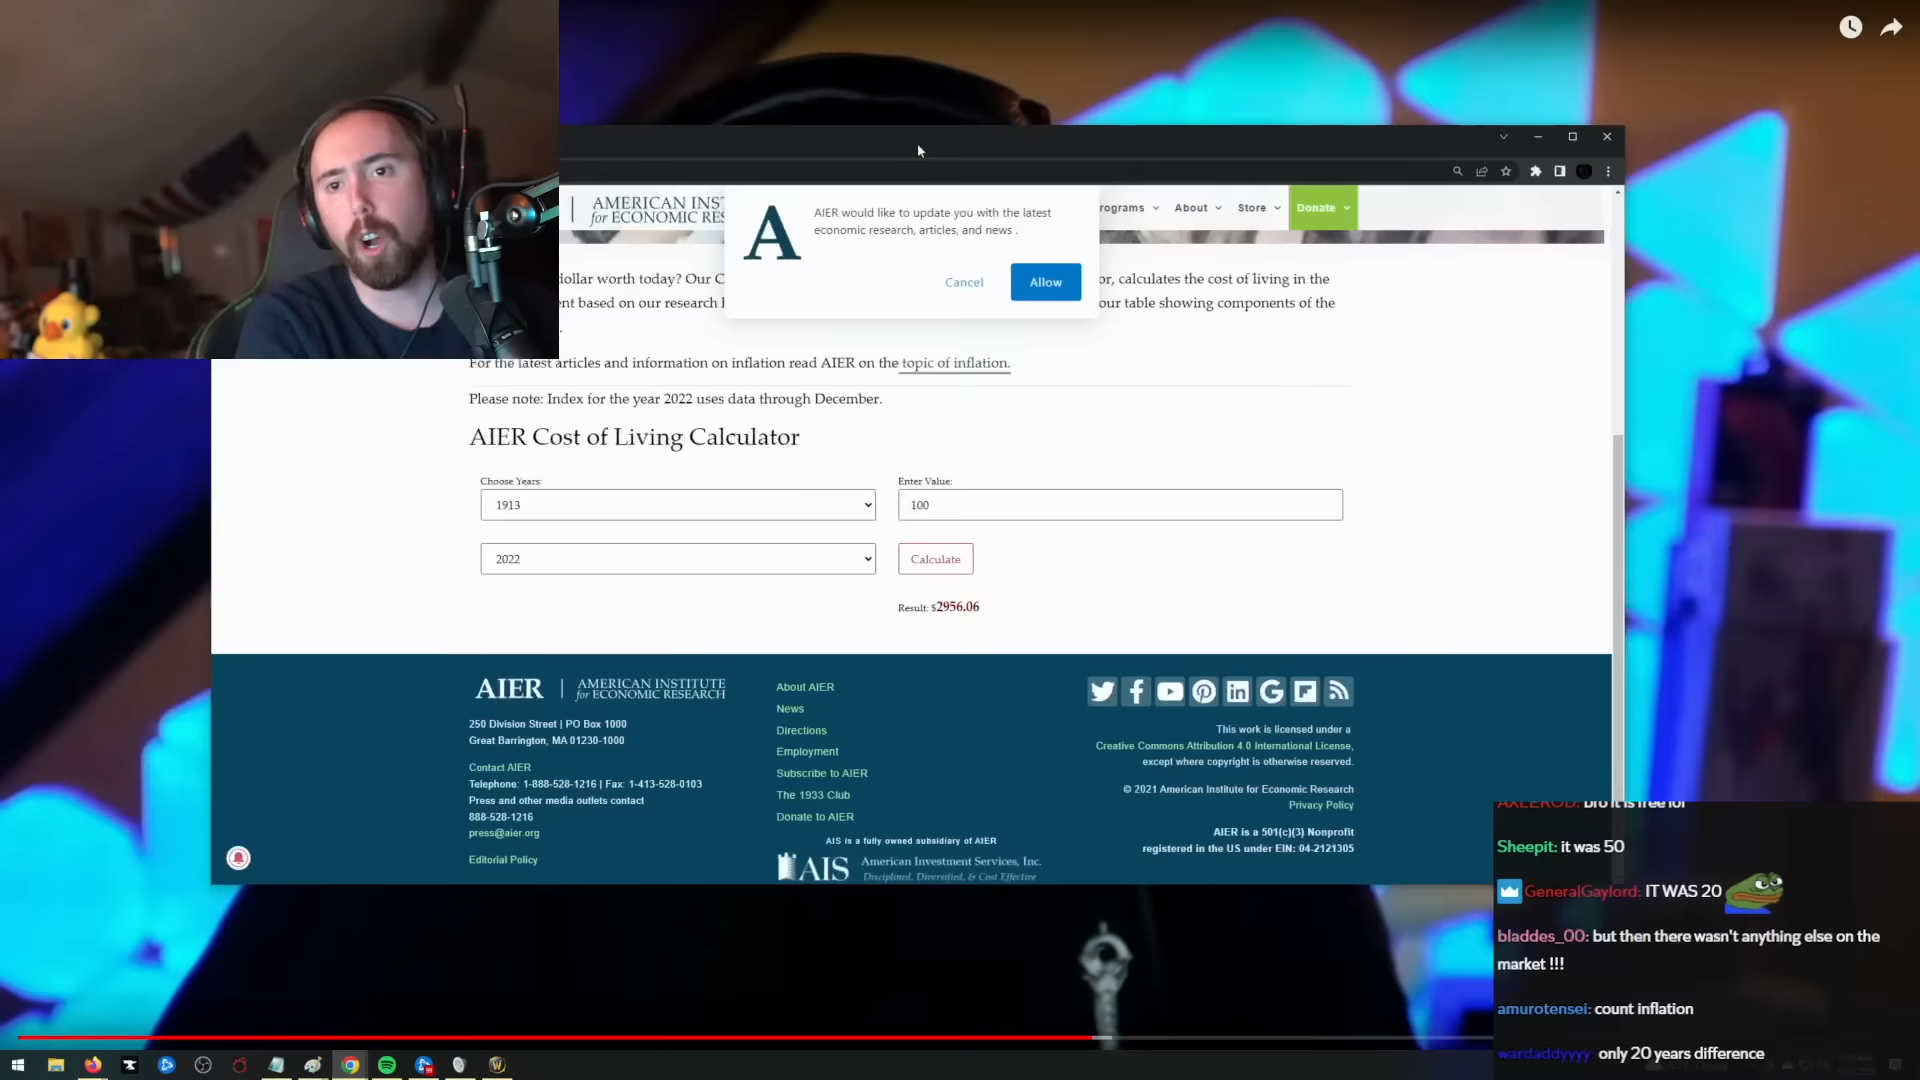 AMERICAN INST
for ECONOMIC RES
rograms
About
Store
Donate
A
AIER would like to update you with the latest
economic research, articles, and news .
Cancel
Allow
dollar worth today? Our C
or, calculates the cost of living in the
nt based on our research
our table showing components of the
.
For the latest articles and information on inflation read AIER on the topic of inflation.
Please note: Index for the year 2022 uses data through December.
AIER Cost of Living Calculator
Choose Years:
Enter Value:
1913
100
2022
Calculate
Result: $2956.06
AIER | AMERICAN INSTITUTE
for ECONOMIC RESEARCH
250 Division Street | PO Box 1000
Great Barrington, MA 01230-1000
Contact AIER
Telephone: 1-888-528-1216 | Fax: 1-413-528-0103
Press and other media outlets contact
888-528-1216
press@aier.org
Editorial Policy
About AIER
News
Directions
Employment
Subscribe to AIER
The 1933 Club
Donate to AIER
AIS is a fully owned subsidiary of AIER
AIS American Investment Services, Inc.
Disciplined, Diversified, & Cost Effective
This work is licensed under a
Creative Commons Attribution 4.0 International License,
except where copyright is otherwise reserved.
© 2021 American Institute for Economic Research
Privacy Policy
AIER is a 501(c)(3) Nonprofit
registered in the US under EIN: 04-2121305
AXLEROD: bro it is free lol
Sheepit: it was 50
GeneralGaylord: IT WAS 20
bladdes_00: but then there wasn't anything else on the
market !!!
amurotensei: count inflation
wardaddyyyy: only 20 years difference
99